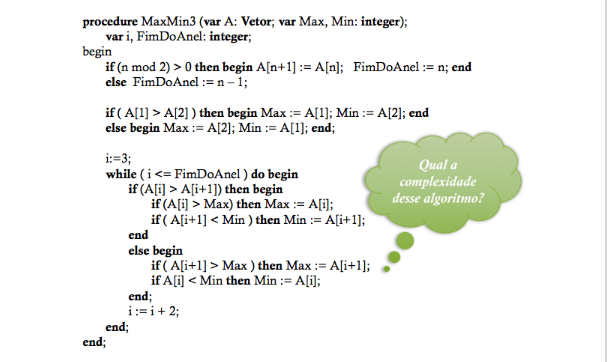 procedure MaxMin3 (var A: Vetor; var Max, Min: integer);
var i, FimDoAnel: integer;
begin
if (n mod 2) > 0 then begin A[n+1] := A[n]; FimDoAnel := n; end
else FimDoAnel := n – 1;
if ( A[1] > A[2] ) then begin Max := A[1]; Min := A[2]; end
else begin Max := A[2]; Min := A[1]; end;
i:=3;
while ( i <= FimDoAnel ) do begin
if (A[i] > A[i+1]) then begin
if (A[i] > Max) then Max := A[i];
if ( A[i+1] < Min ) then Min := A[i+1];
end
else begin
if ( A[i+1] > Max ) then Max := A[i+1];
if A[i] < Min then Min := A[i];
end;
i := i + 2;
end;
end;
Qual a
complexidade
desse algoritmo?